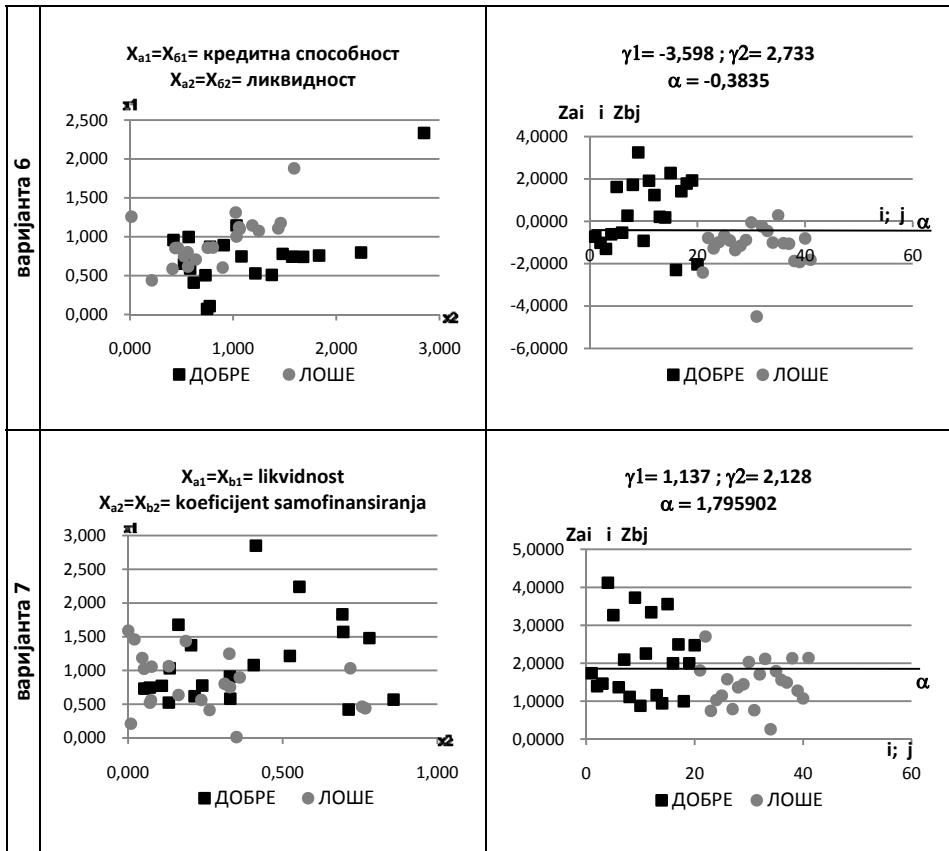 варијанта 6
Xa1=Xб1= кредитна способност
Xa2=Xб2= ликвидност
x1
2,500
2,000
1,500
1,000
0,500
0,000
x2
0,000 1,000 2,000 3,000
ДОБРЕ ЛОШЕ
γ1= -3,598 ; γ2= 2,733
α = -0,3835
Zai i Zbj
4,0000
2,0000
0,0000
-2,0000
-4,0000
-6,0000
i; j α
0 20 40 60
ДОБРЕ ЛОШЕ
варијанта 7
Xa1=Xb1= likvidnost
Xa2=Xb2= koeficijent samofinansiranja
x1
3,000
2,500
2,000
1,500
1,000
0,500
0,000
x2
0,000 0,500 1,000
ДОБРЕ ЛОШЕ
γ1= 1,137 ; γ2= 2,128
α = 1,795902
Zai i Zbj
5,0000
4,0000
3,0000
2,0000
1,0000
0,0000
α
i; j
0 20 40 60
ДОБРЕ ЛОШЕ